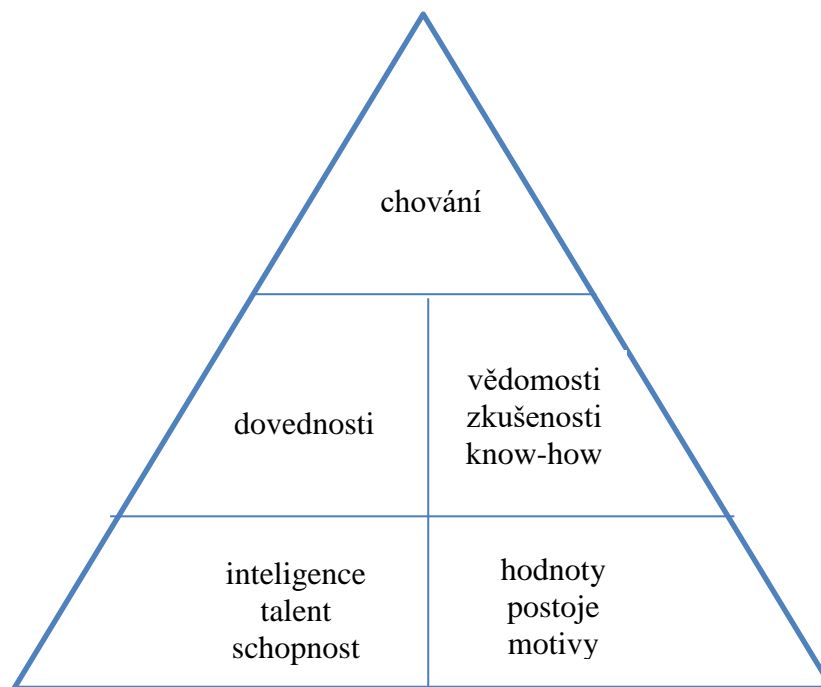 chování
dovednosti
vědomosti
zkušenosti
know-how
inteligence
talent
schopnost
hodnoty
postoje
motivy